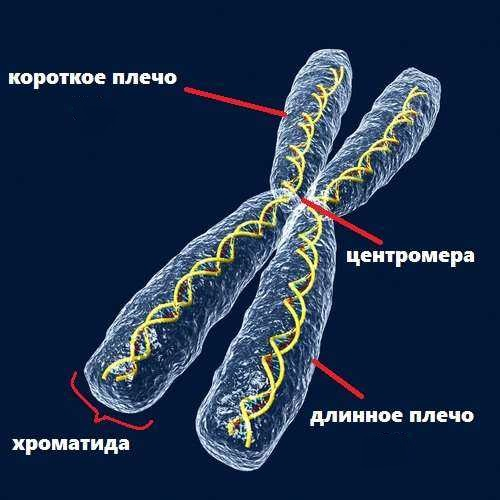 короткое плечо
центромера
длинное плечо
хроматида